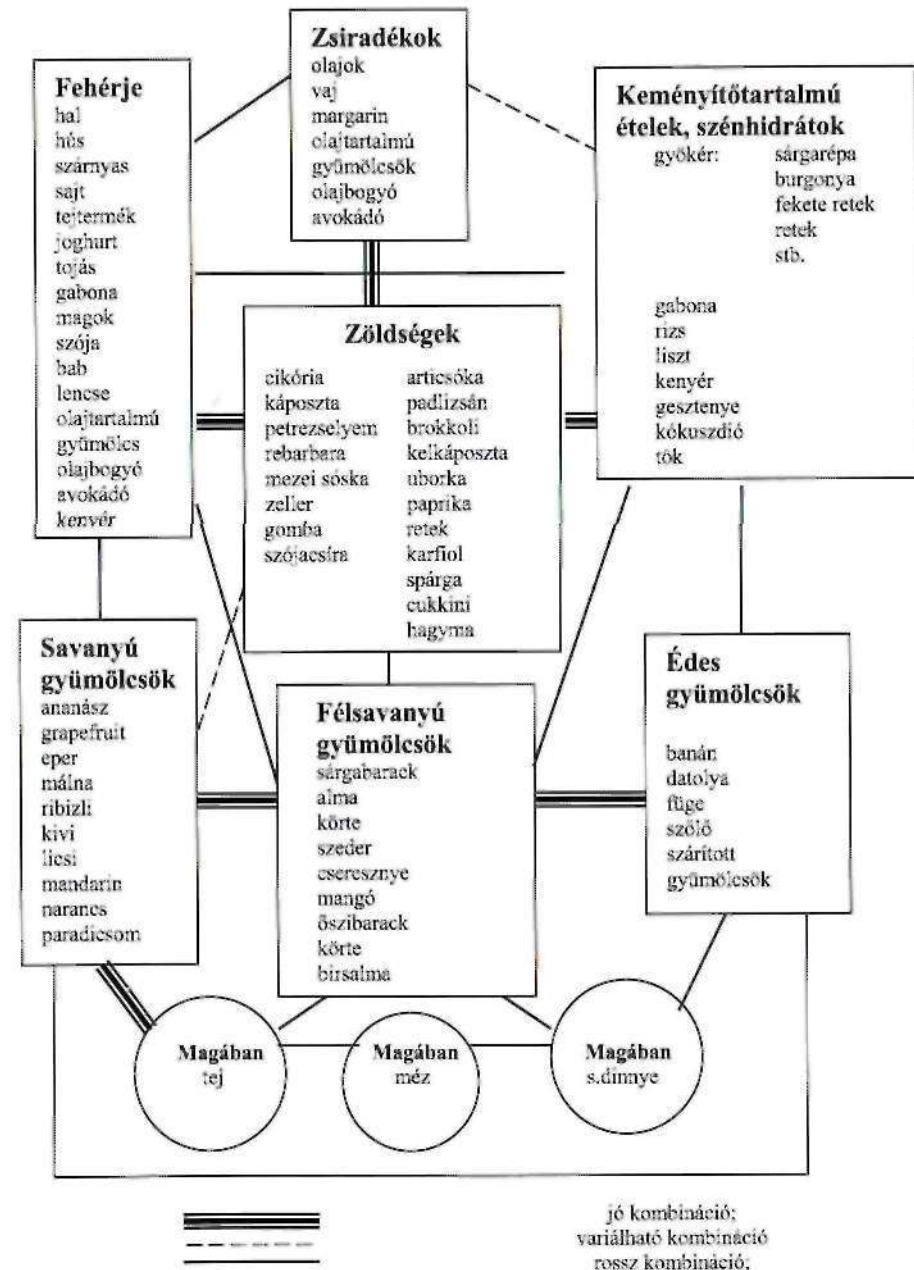 Zsiradékok
olajok
vaj
margarin
olajtartalmú
gyümölcsök
olajbogyó
avokádó
Fehérje
hal
hús
szárnyas
sajt
tejtermék
joghurt
tojás
gabona
magok
szója
bab
lencse
olajtartalmú
gyümölcs
olajbogyó
avokádó
kenyér
Keményítőtartalmú
ételek, szénhidrátok
gyökér: sárgarépa
burgonya
fekete retek
retek
stb.
gabona
rizs
liszt
kenyér
gesztenye
kókuszdió
tök
Zöldségek
cikória
káposzta
petrezselyem
rebarbara
mezei sóska
zeller
gomba
szójacsíra
articsóka
padlizsán
brokkoli
kelkáposzta
uborka
paprika
retek
karfiol
spárga
cukkini
hagyma
Savanyú
gyümölcsök
ananász
grapefruit
eper
málna
ribizli
kivi
licsi
mandarin
narancs
paradicsom
Félsavanyú
gyümölcsök
sárgabarack
alma
körte
szeder
cseresznye
mangó
õszibarack
körte
birsalma
Édes
gyümölcsök
banán
datolya
füge
szõlõ
szárított
gyümölcsök
Magában
tej
Magában
méz
Magában
s.dinnye
jó kombináció;
variálható kombináció
rossz kombináció;